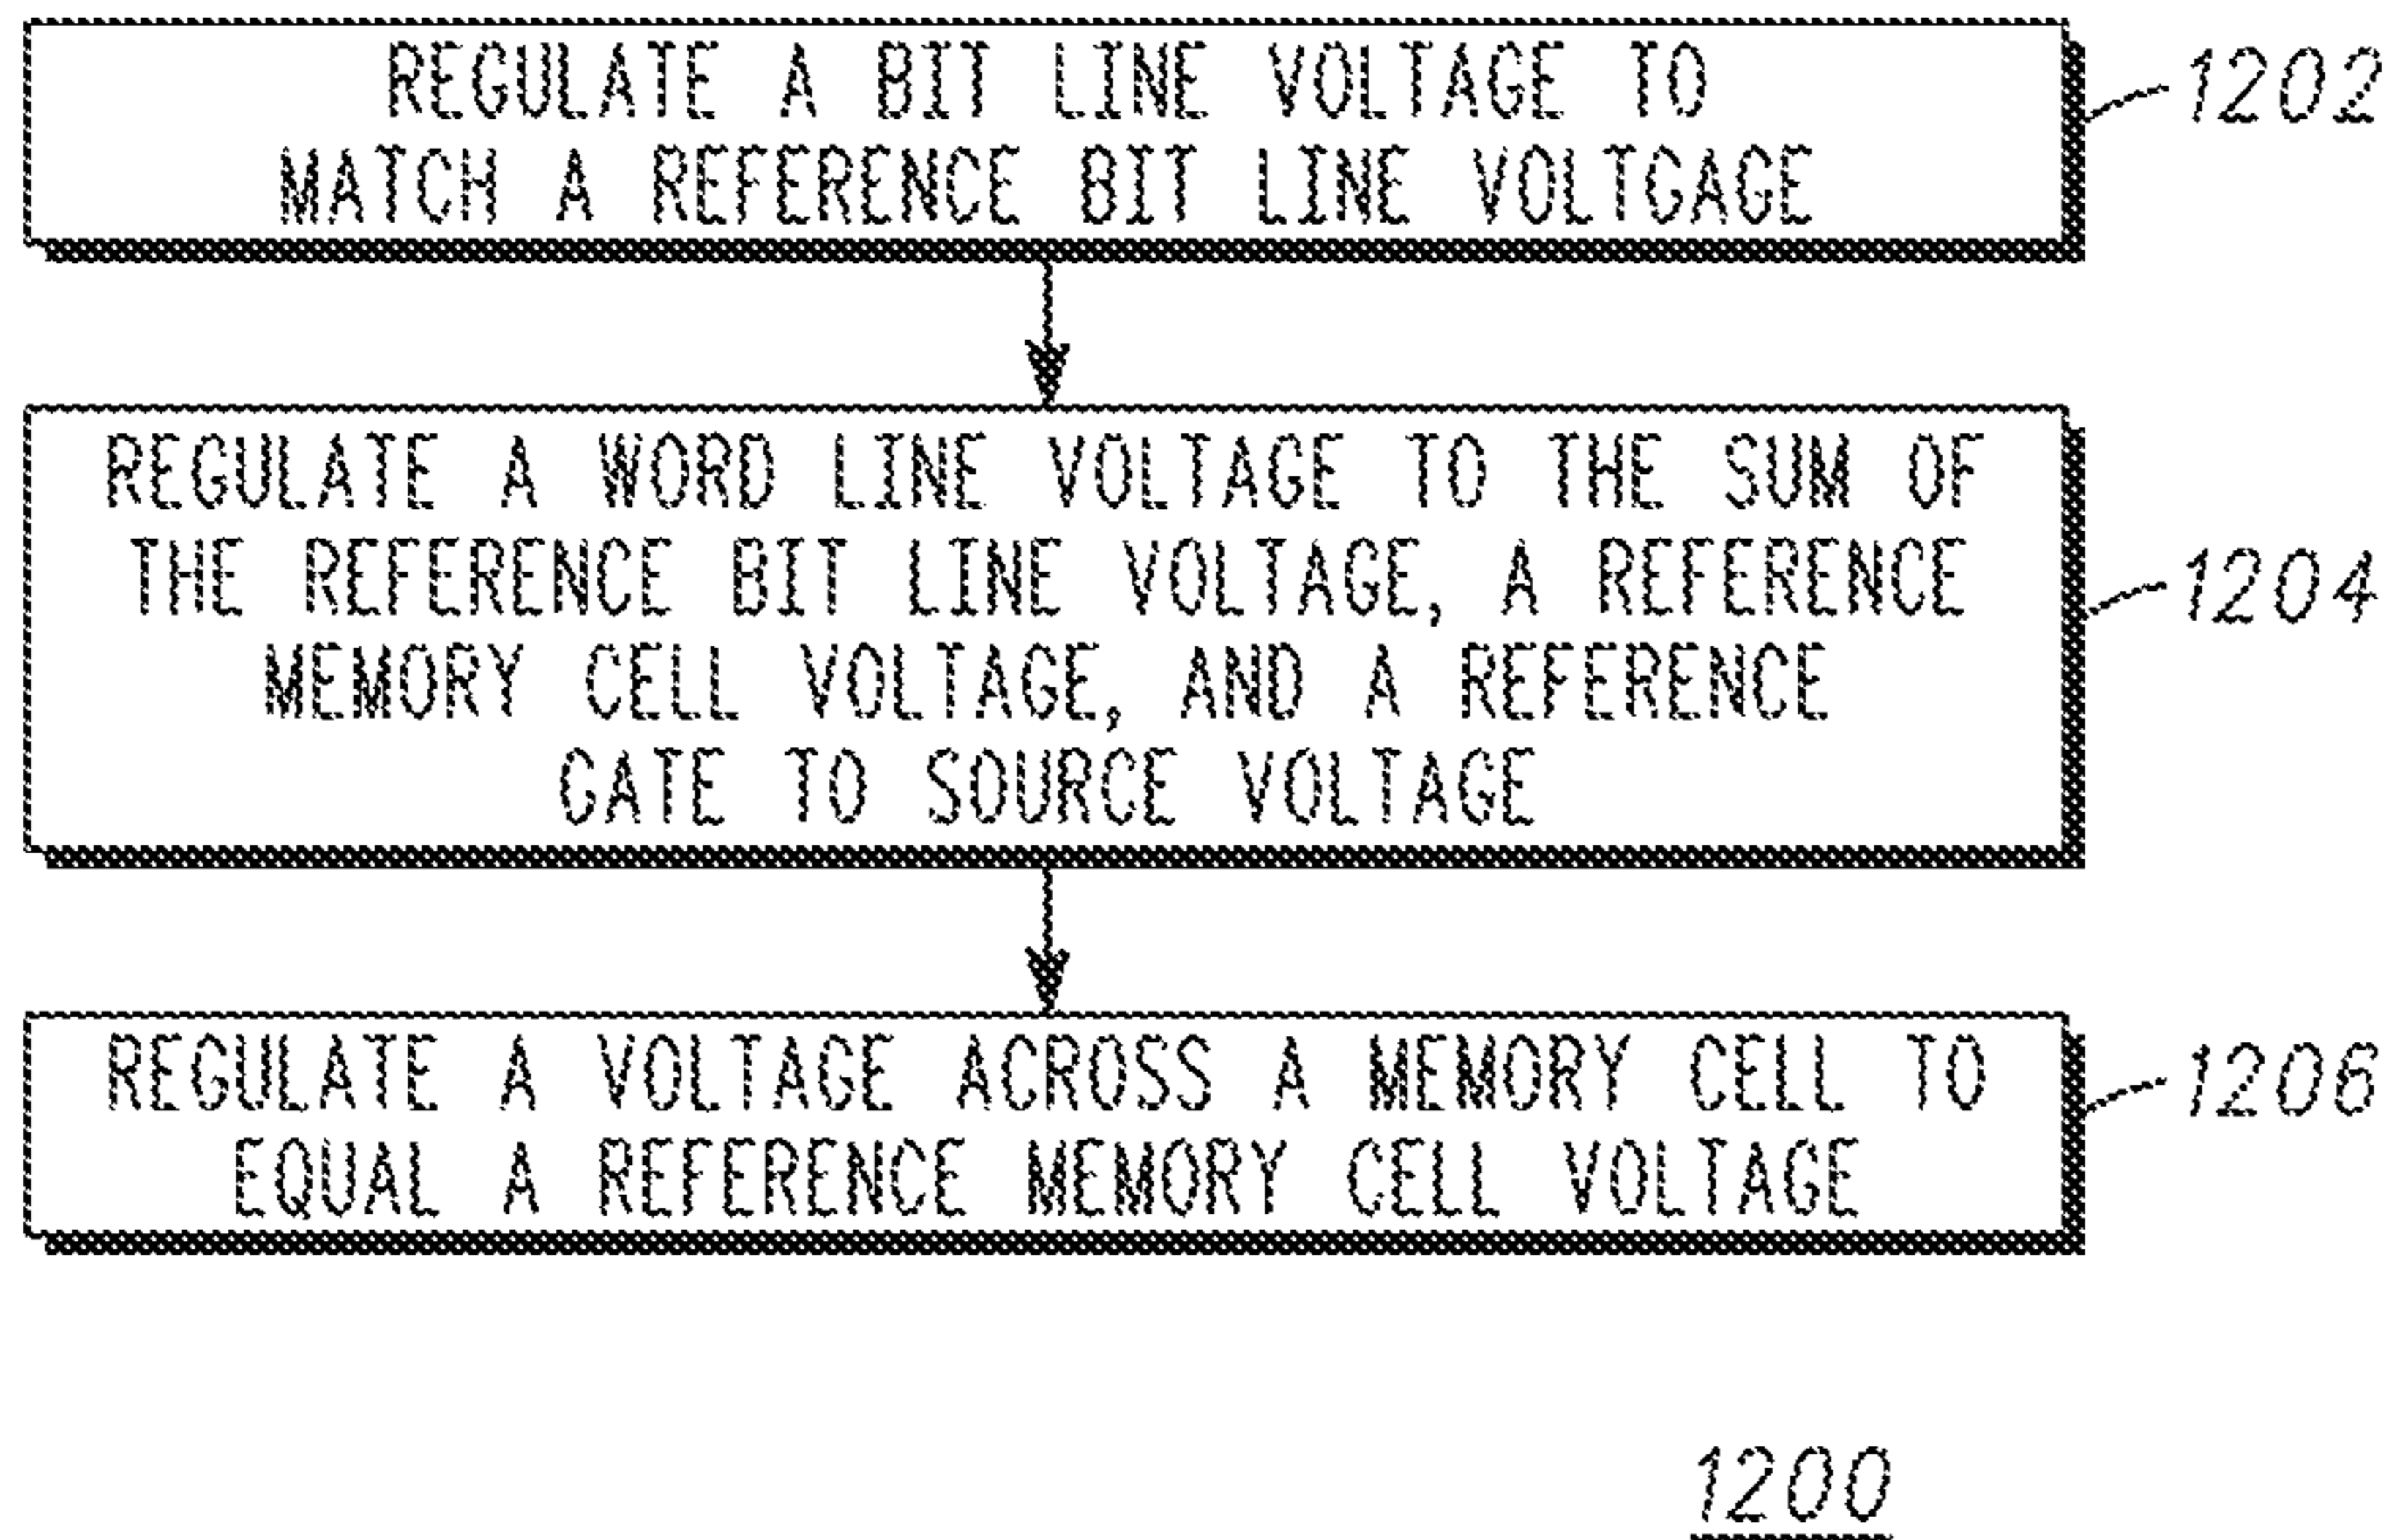 REGULATE A BIT LINE VOLTAGE TO
MATCH A REFERENCE BIT LINE VOLTGAGE
1202
REGULATE A WORD LINE VOLTAGE TO THE SUM OF
THE REFERENCE BIT LINE VOLTAGE, A REFERENCE
MEMORY CELL VOLTAGE, AND A REFERENCE
GATE TO SOURCE VOLTAGE
1204
REGULATE A VOLTAGE ACROSS A MEMORY CELL TO
EQUAL A REFERENCE MEMORY CELL VOLTAGE
1206
1200